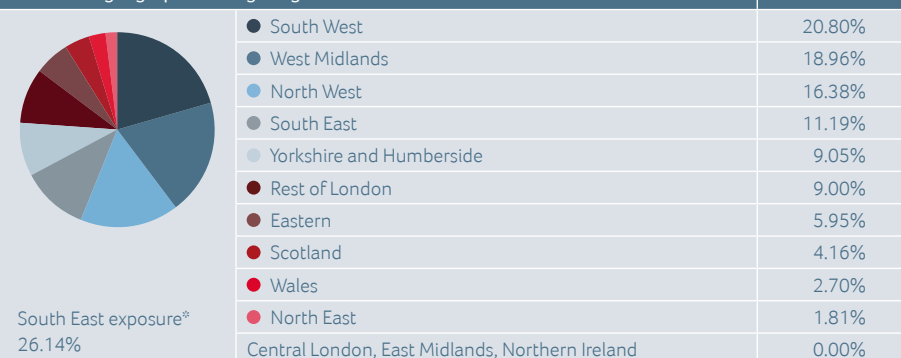 South West 20.80%
West Midlands 18.96%
North West 16.38%
South East 11.19%
Yorkshire and Humberside 9.05%
Rest of London 9.00%
Eastern 5.95%
Scotland 4.16%
Wales 2.70%
North East 1.81%
Central London, East Midlands, Northern Ireland 0.00%
South East exposure*
26.14%